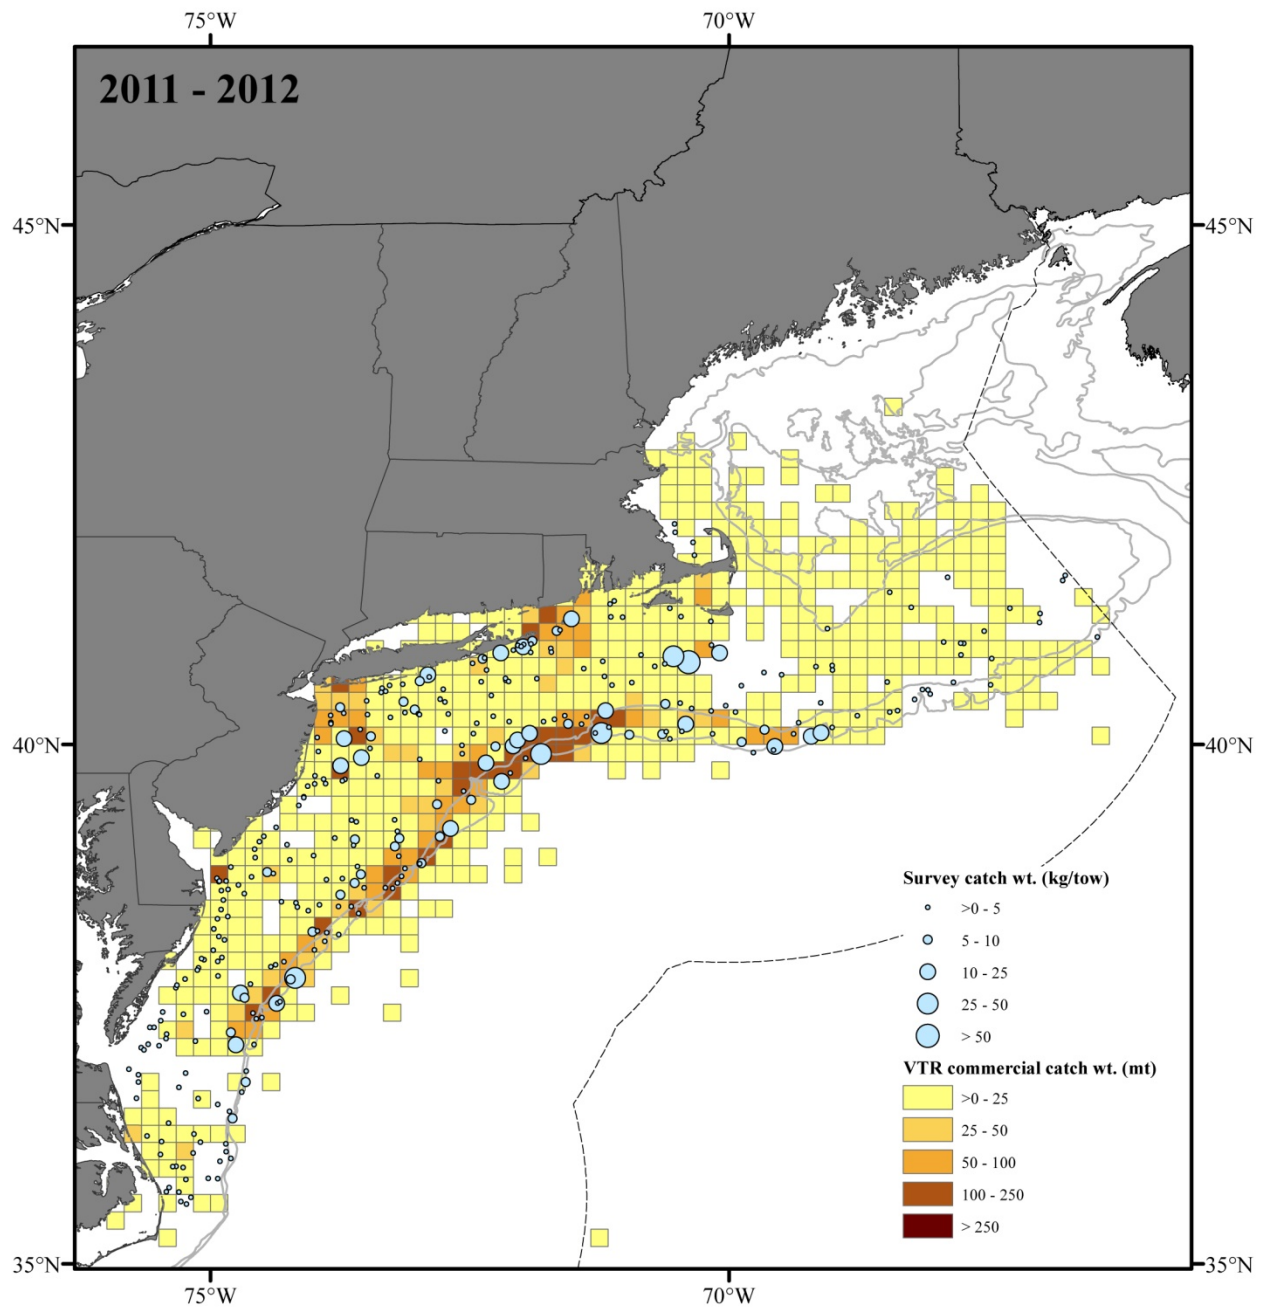 75°W 70°W
2011 - 2012
45°N 45°N
40°N 40°N
Survey catch wt. (kg/tow)
>0 - 5
5 - 10
10 - 25
25 - 50
> 50
VTR commercial catch wt. (mt)
>0 - 25
25 - 50
50 - 100
100 - 250
> 250
35°N 35°N
75°W 70°W